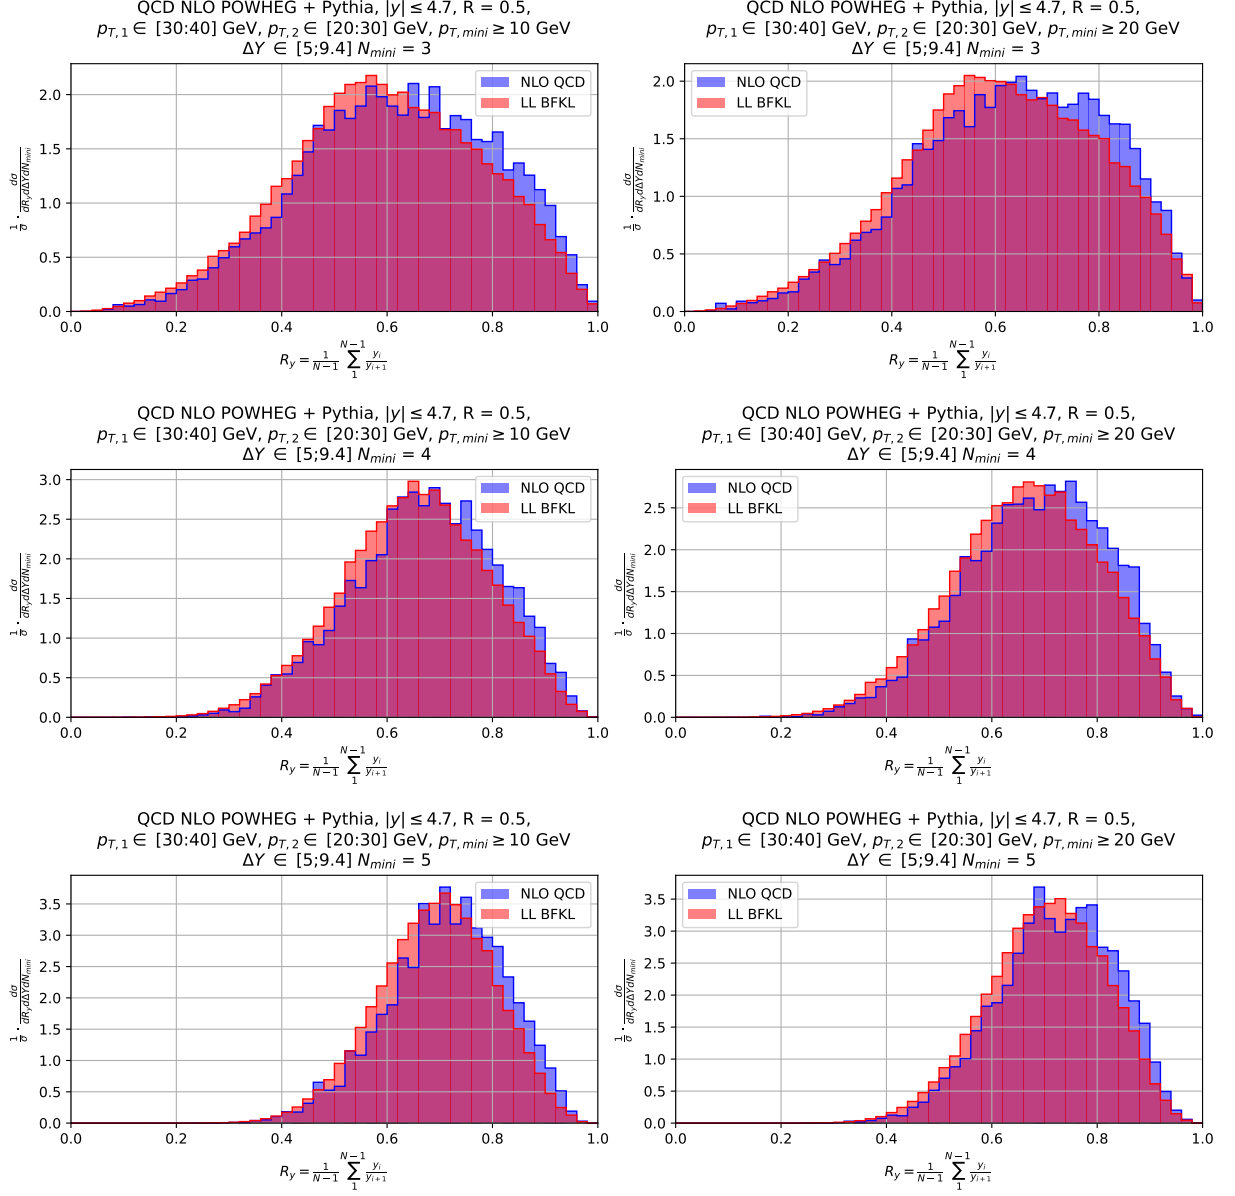 QCD NLO POWHEG + Pythia, |y| ≤ 4.7, R = 0.5,
p_{T,1} ∈ [30:40] GeV, p_{T,2} ∈ [20:30] GeV, p_{T,mini} ≥ 10 GeV
ΔY ∈ [5;9.4] N_{mini} = 3
NLO QCD
LL BFKL
2.0
1.5
1.0
0.5
0.0
1/σ · dσ/(dR_y dΔY dN_{mini})
0.0 0.2 0.4 0.6 0.8 1.0
R_y = 1/(N−1) ∑_{1}^{N−1} y_i/y_{i+1}
QCD NLO POWHEG + Pythia, |y| ≤ 4.7, R = 0.5,
p_{T,1} ∈ [30:40] GeV, p_{T,2} ∈ [20:30] GeV, p_{T,mini} ≥ 20 GeV
ΔY ∈ [5;9.4] N_{mini} = 3
NLO QCD
LL BFKL
2.0
1.5
1.0
0.5
0.0
1/σ · dσ/(dR_y dΔY dN_{mini})
0.0 0.2 0.4 0.6 0.8 1.0
R_y = 1/(N−1) ∑_{1}^{N−1} y_i/y_{i+1}
QCD NLO POWHEG + Pythia, |y| ≤ 4.7, R = 0.5,
p_{T,1} ∈ [30:40] GeV, p_{T,2} ∈ [20:30] GeV, p_{T,mini} ≥ 10 GeV
ΔY ∈ [5;9.4] N_{mini} = 4
NLO QCD
LL BFKL
3.0
2.5
2.0
1.5
1.0
0.5
0.0
1/σ · dσ/(dR_y dΔY dN_{mini})
0.0 0.2 0.4 0.6 0.8 1.0
R_y = 1/(N−1) ∑_{1}^{N−1} y_i/y_{i+1}
QCD NLO POWHEG + Pythia, |y| ≤ 4.7, R = 0.5,
p_{T,1} ∈ [30:40] GeV, p_{T,2} ∈ [20:30] GeV, p_{T,mini} ≥ 20 GeV
ΔY ∈ [5;9.4] N_{mini} = 4
NLO QCD
LL BFKL
2.5
2.0
1.5
1.0
0.5
0.0
1/σ · dσ/(dR_y dΔY dN_{mini})
0.0 0.2 0.4 0.6 0.8 1.0
R_y = 1/(N−1) ∑_{1}^{N−1} y_i/y_{i+1}
QCD NLO POWHEG + Pythia, |y| ≤ 4.7, R = 0.5,
p_{T,1} ∈ [30:40] GeV, p_{T,2} ∈ [20:30] GeV, p_{T,mini} ≥ 10 GeV
ΔY ∈ [5;9.4] N_{mini} = 5
NLO QCD
LL BFKL
3.5
3.0
2.5
2.0
1.5
1.0
0.5
0.0
1/σ · dσ/(dR_y dΔY dN_{mini})
0.0 0.2 0.4 0.6 0.8 1.0
R_y = 1/(N−1) ∑_{1}^{N−1} y_i/y_{i+1}
QCD NLO POWHEG + Pythia, |y| ≤ 4.7, R = 0.5,
p_{T,1} ∈ [30:40] GeV, p_{T,2} ∈ [20:30] GeV, p_{T,mini} ≥ 20 GeV
ΔY ∈ [5;9.4] N_{mini} = 5
NLO QCD
LL BFKL
3.5
3.0
2.5
2.0
1.5
1.0
0.5
0.0
1/σ · dσ/(dR_y dΔY dN_{mini})
0.0 0.2 0.4 0.6 0.8 1.0
R_y = 1/(N−1) ∑_{1}^{N−1} y_i/y_{i+1}